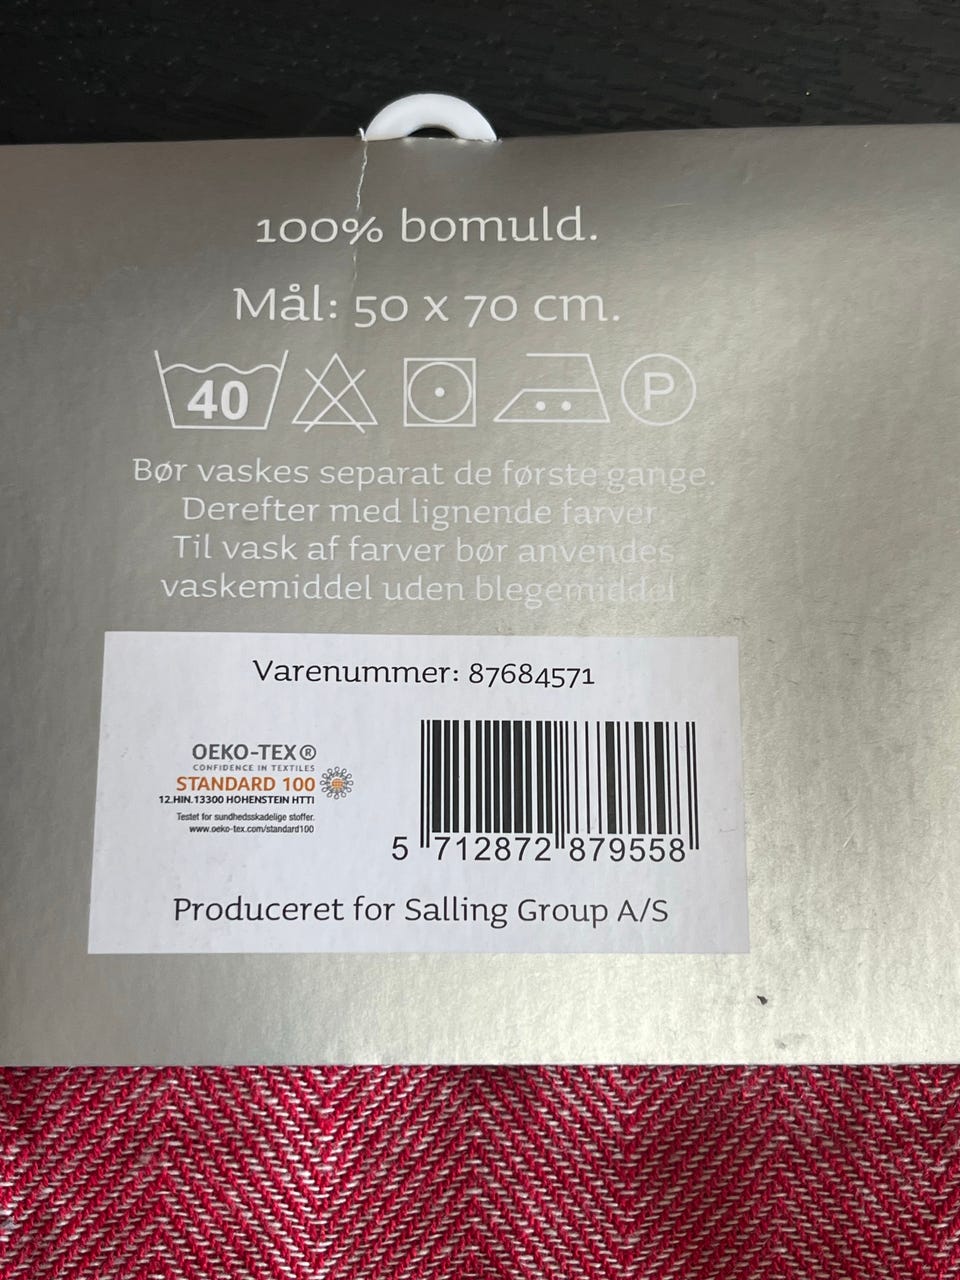 100% bomuld.
Mål: 50 x 70 cm.
40 P
Bør vaskes separat de første gange.
Derefter med lignende farver.
Til vask af farver bør anvendes
vaskemiddel uden blegemiddel.
Varenummer: 87684571
OEKO-TEX®
CONFIDENCE IN TEXTILES
STANDARD 100
12.HIN.13300 HOHENSTEIN HTTI
Testet for sundhedsskadelige stoffer.
www.oeko-tex.com/standard100
5 712872 879558
Produceret for Salling Group A/S